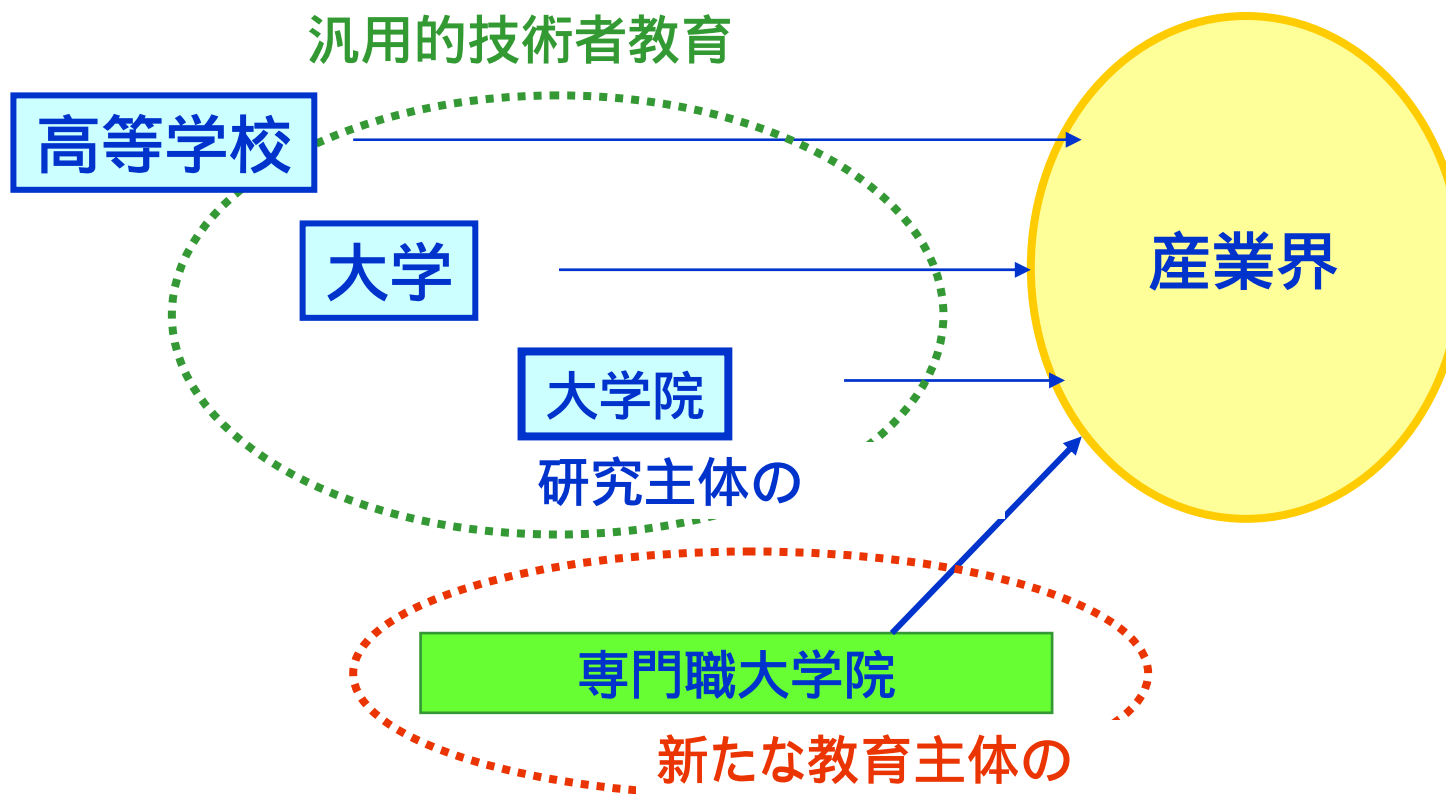 汎用的技術者教育
高等学校
大学
産業界
大学院
研究主体の
専門職大学院
新たな教育主体の